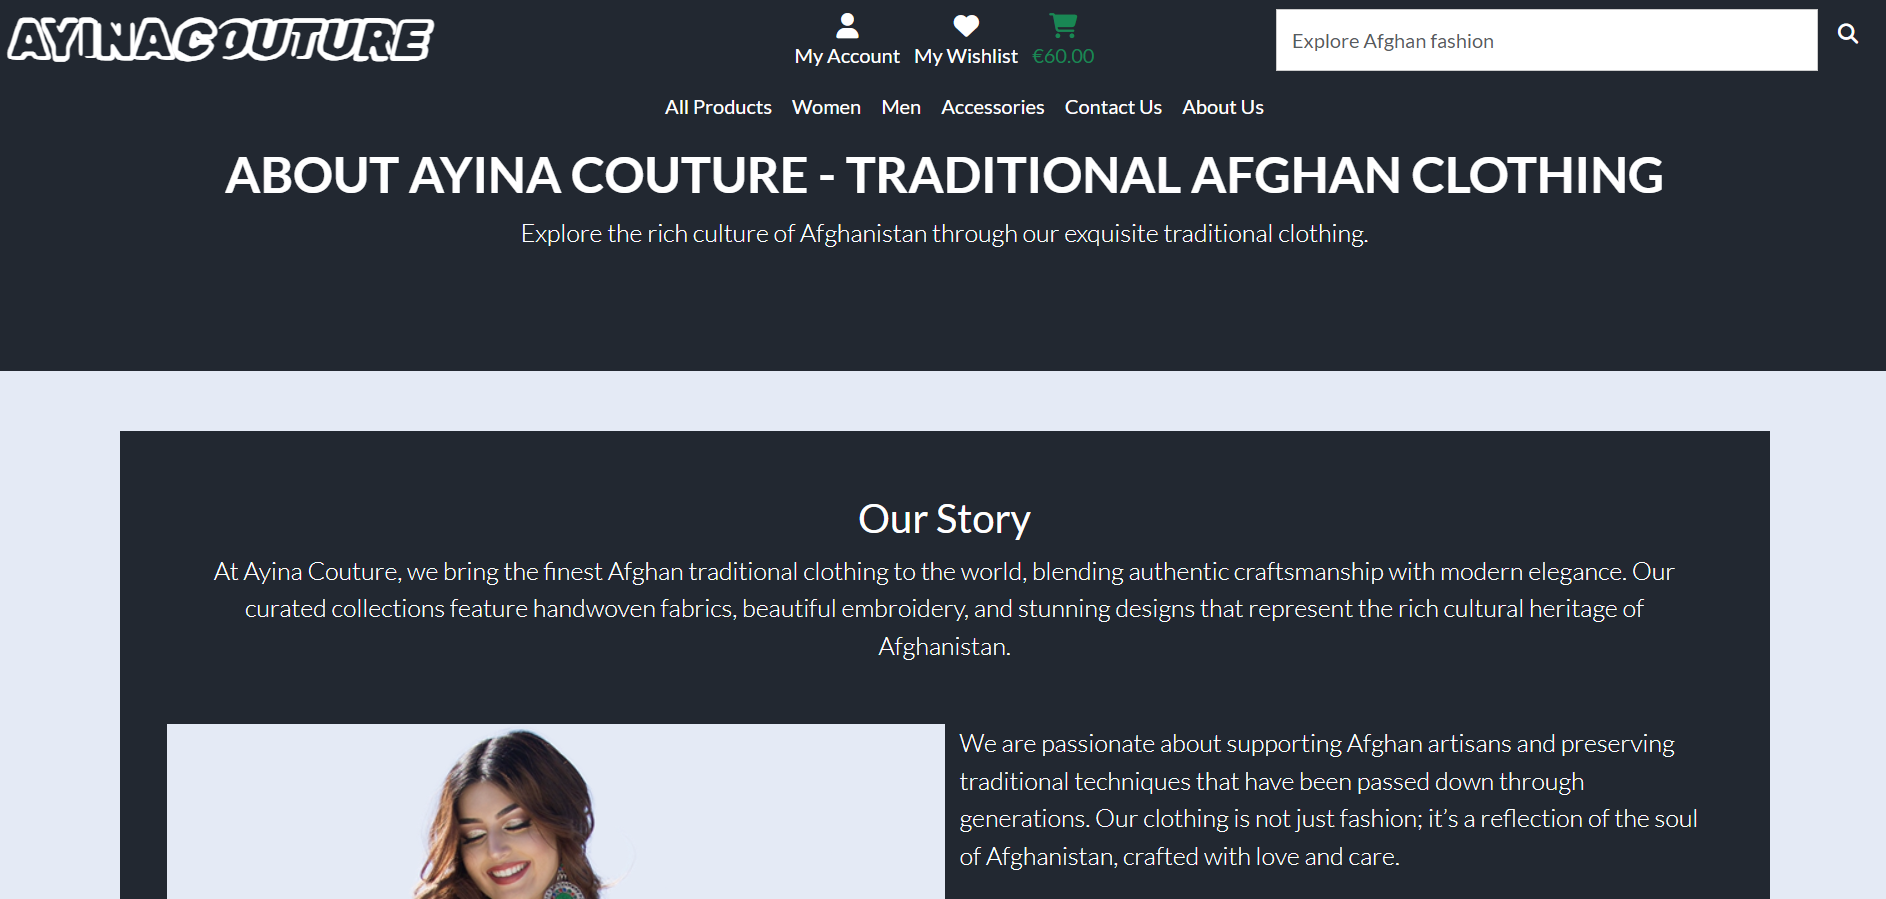 AYINACOUTURE
My Account My Wishlist €60.00
Explore Afghan fashion
All Products Women Men Accessories Contact Us About Us
ABOUT AYINA COUTURE - TRADITIONAL AFGHAN CLOTHING
Explore the rich culture of Afghanistan through our exquisite traditional clothing.
Our Story
At Ayina Couture, we bring the finest Afghan traditional clothing to the world, blending authentic craftsmanship with modern elegance. Our
curated collections feature handwoven fabrics, beautiful embroidery, and stunning designs that represent the rich cultural heritage of
Afghanistan.
We are passionate about supporting Afghan artisans and preserving
traditional techniques that have been passed down through
generations. Our clothing is not just fashion; it’s a reflection of the soul
of Afghanistan, crafted with love and care.